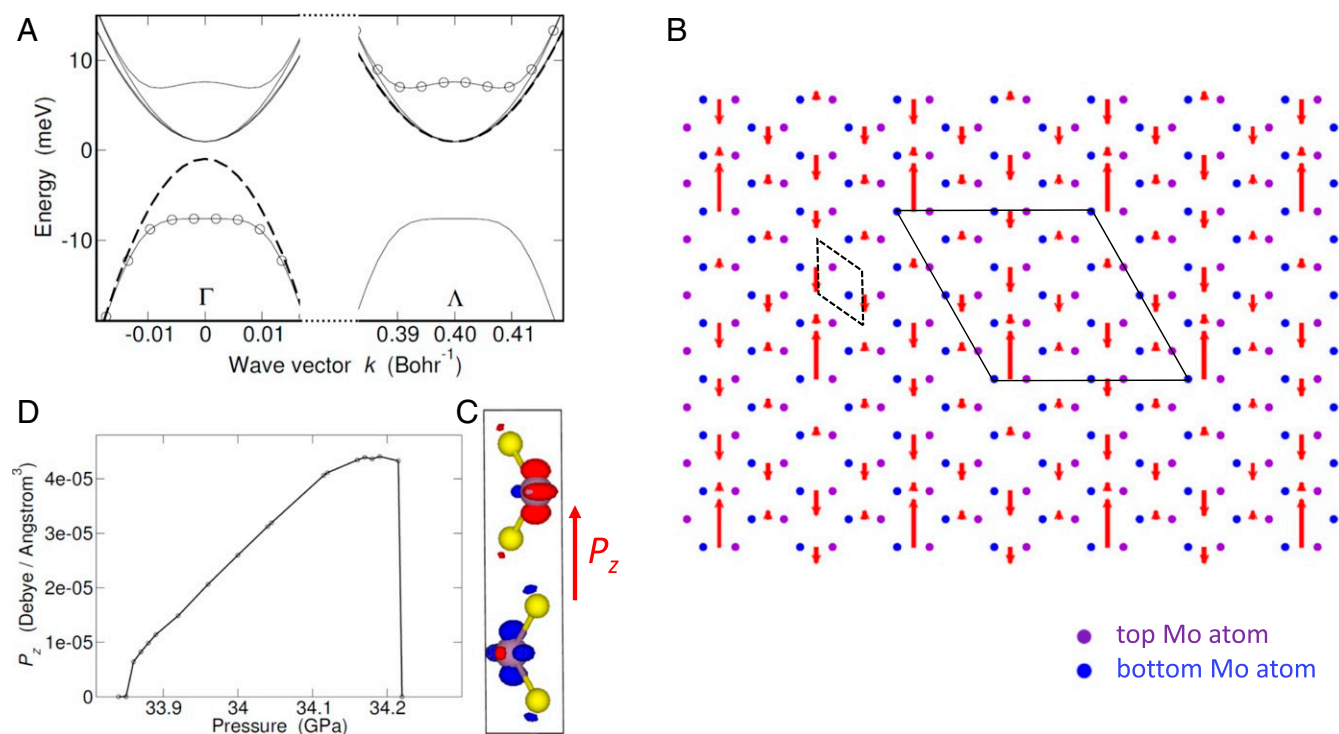 A
Energy (meV)
10
0
-10
Γ
Λ
-0.01
0
0.01
0.39
0.40
0.41
Wave vector k (Bohr⁻¹)
B
top Mo atom
bottom Mo atom
D
P_z (Debye / Angstrom³)
4e-05
3e-05
2e-05
1e-05
0
33.9
34
34.1
34.2
Pressure (GPa)
C
P_z